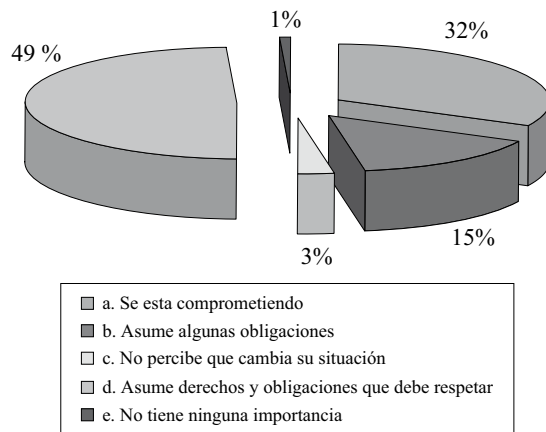 1%
32%
49 %
15%
3%
a. Se esta comprometiendo
b. Asume algunas obligaciones
c. No percibe que cambia su situación
d. Asume derechos y obligaciones que debe respetar
e. No tiene ninguna importancia